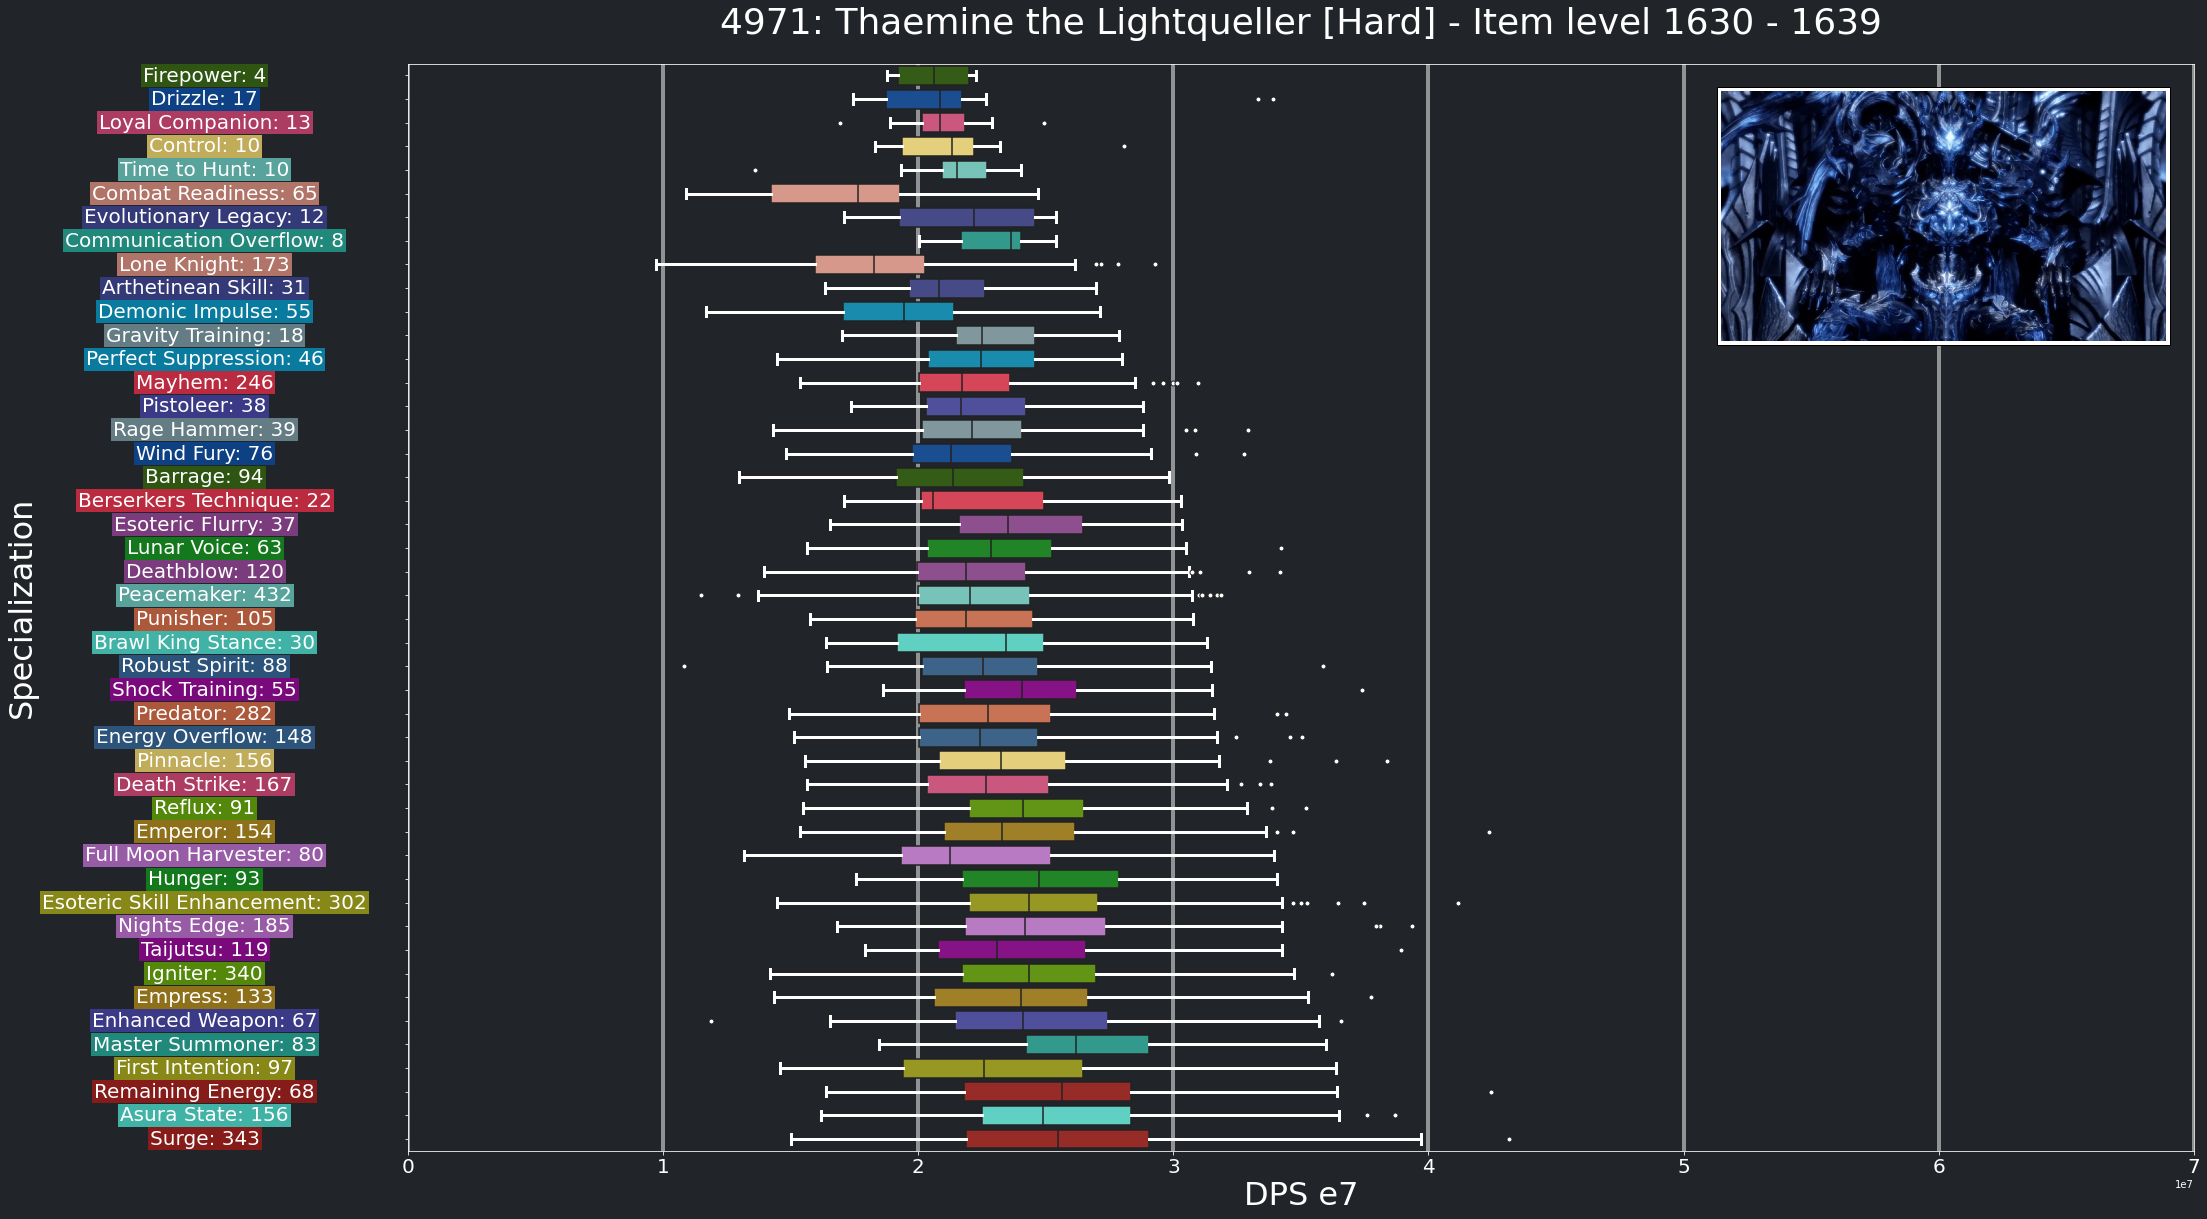 4971: Thaemine the Lightqueller [Hard] - Item level 1630 - 1639
Specialization
Firepower: 4
Drizzle: 17
Loyal Companion: 13
Control: 10
Time to Hunt: 10
Combat Readiness: 65
Evolutionary Legacy: 12
Communication Overflow: 8
Lone Knight: 173
Arthetinean Skill: 31
Demonic Impulse: 55
Gravity Training: 18
Perfect Suppression: 46
Mayhem: 246
Pistoleer: 38
Rage Hammer: 39
Wind Fury: 76
Barrage: 94
Berserkers Technique: 22
Esoteric Flurry: 37
Lunar Voice: 63
Deathblow: 120
Peacemaker: 432
Punisher: 105
Brawl King Stance: 30
Robust Spirit: 88
Shock Training: 55
Predator: 282
Energy Overflow: 148
Pinnacle: 156
Death Strike: 167
Reflux: 91
Emperor: 154
Full Moon Harvester: 80
Hunger: 93
Esoteric Skill Enhancement: 302
Nights Edge: 185
Taijutsu: 119
Igniter: 340
Empress: 133
Enhanced Weapon: 67
Master Summoner: 83
First Intention: 97
Remaining Energy: 68
Asura State: 156
Surge: 343
0 1 2 3 4 5 6 7
1e7
DPS e7